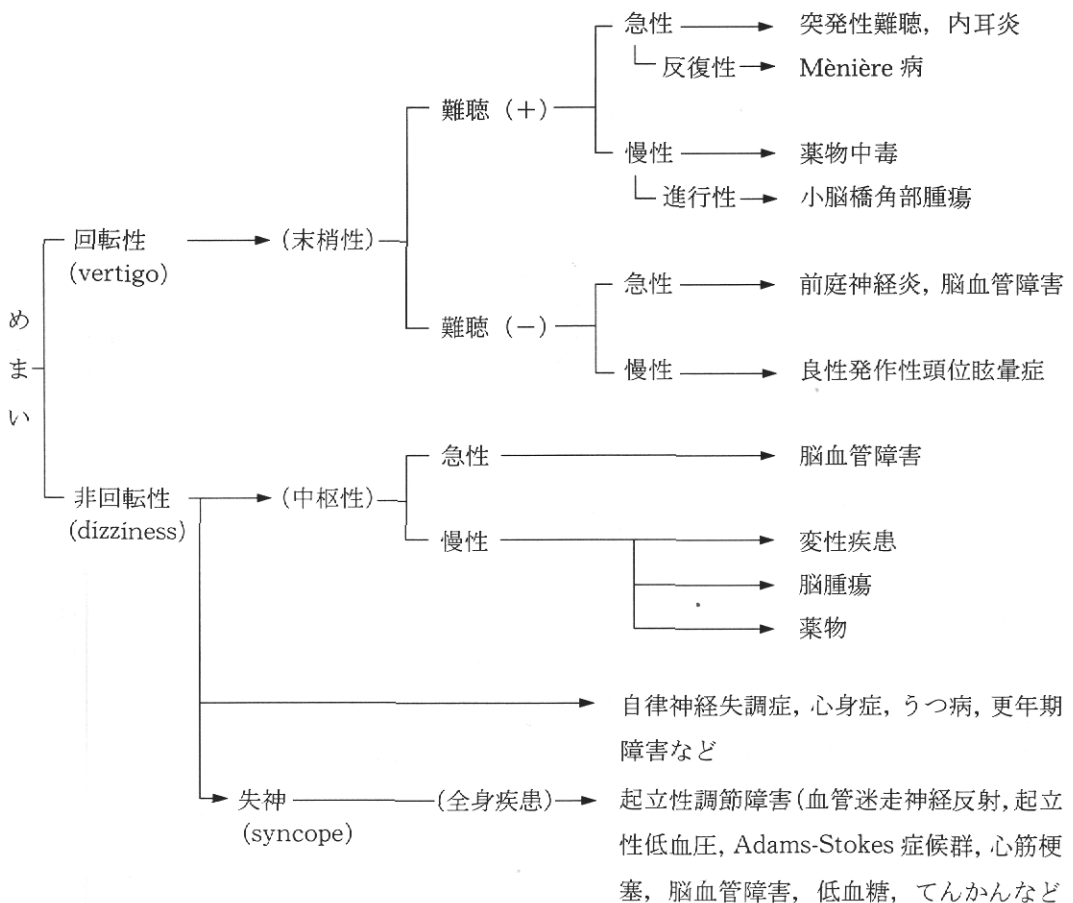 めまい
回転性
(vertigo)
(末梢性)
難聴 (+)
急性
突発性難聴, 内耳炎
反復性
Mènière 病
慢性
薬物中毒
進行性
小脳橋角部腫瘍
難聴 (−)
急性
前庭神経炎, 脳血管障害
慢性
良性発作性頭位眩暈症
非回転性
(dizziness)
(中枢性)
急性
脳血管障害
慢性
変性疾患
脳腫瘍
薬物
自律神経失調症, 心身症, うつ病, 更年期
障害など
失神
(syncope)
(全身疾患)
起立性調節障害(血管迷走神経反射, 起立
性低血圧, Adams-Stokes 症候群, 心筋梗
塞, 脳血管障害, 低血糖, てんかんなど